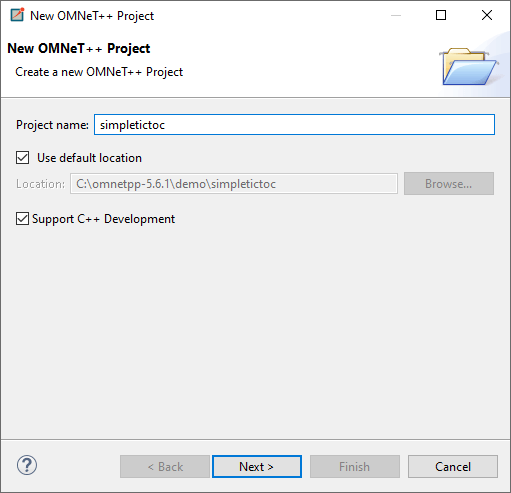 New OMNeT++ Project
New OMNeT++ Project
Create a new OMNeT++ Project
Project name: simpletictoc
Use default location
Location: C:\omnetpp-5.6.1\demo\simpletictoc Browse...
Support C++ Development
? < Back Next > Finish Cancel